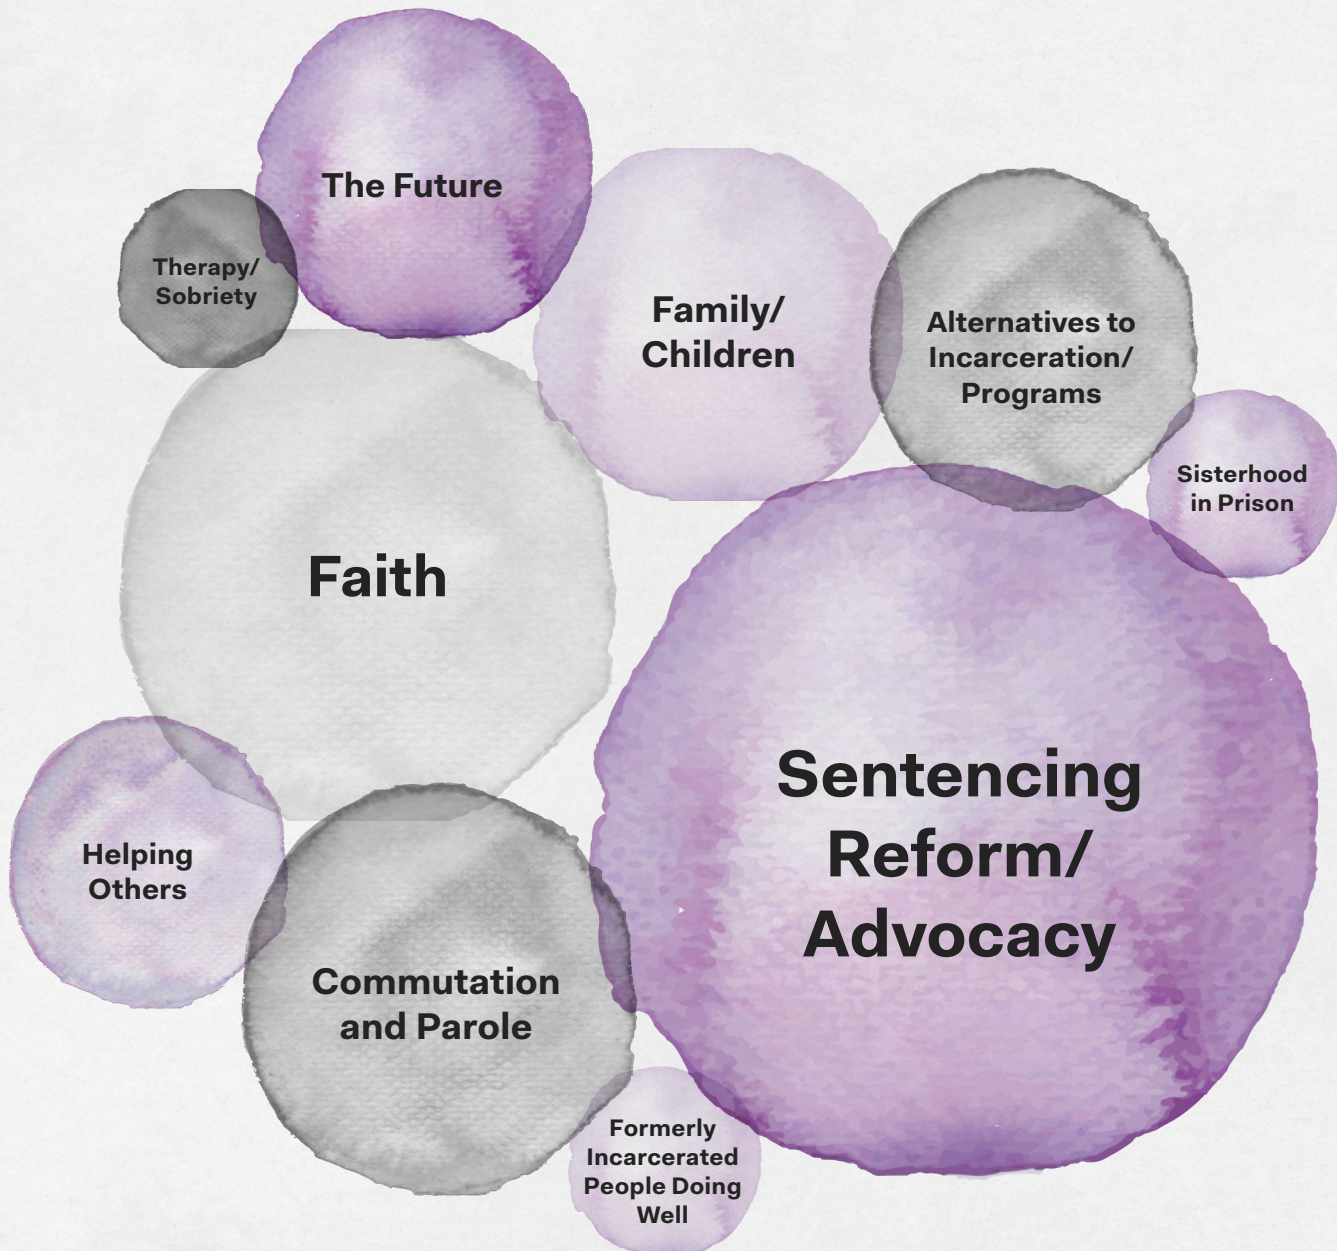 The Future
Therapy/
Sobriety
Family/
Children
Alternatives to
Incarceration/
Programs
Sisterhood
in Prison
Faith
Sentencing
Reform/
Advocacy
Helping
Others
Commutation
and Parole
Formerly
Incarcerated
People Doing
Well